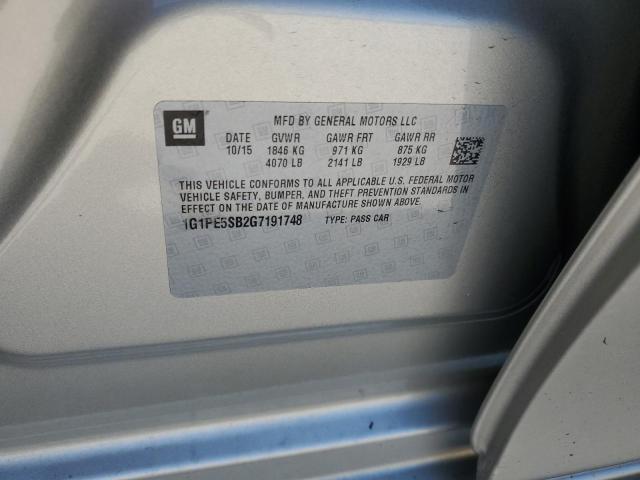 GM
MFD BY GENERAL MOTORS LLC
DATE GVWR GAWR FRT GAWR RR
10/15 1846 KG 971 KG 875 KG
4070 LB 2141 LB 1929 LB
THIS VEHICLE CONFORMS TO ALL APPLICABLE U.S. FEDERAL MOTOR
VEHICLE SAFETY, BUMPER, AND THEFT PREVENTION STANDARDS IN
EFFECT ON THE DATE OF MANUFACTURE SHOWN ABOVE.
1G1PE5SB2G7191748 TYPE: PASS CAR